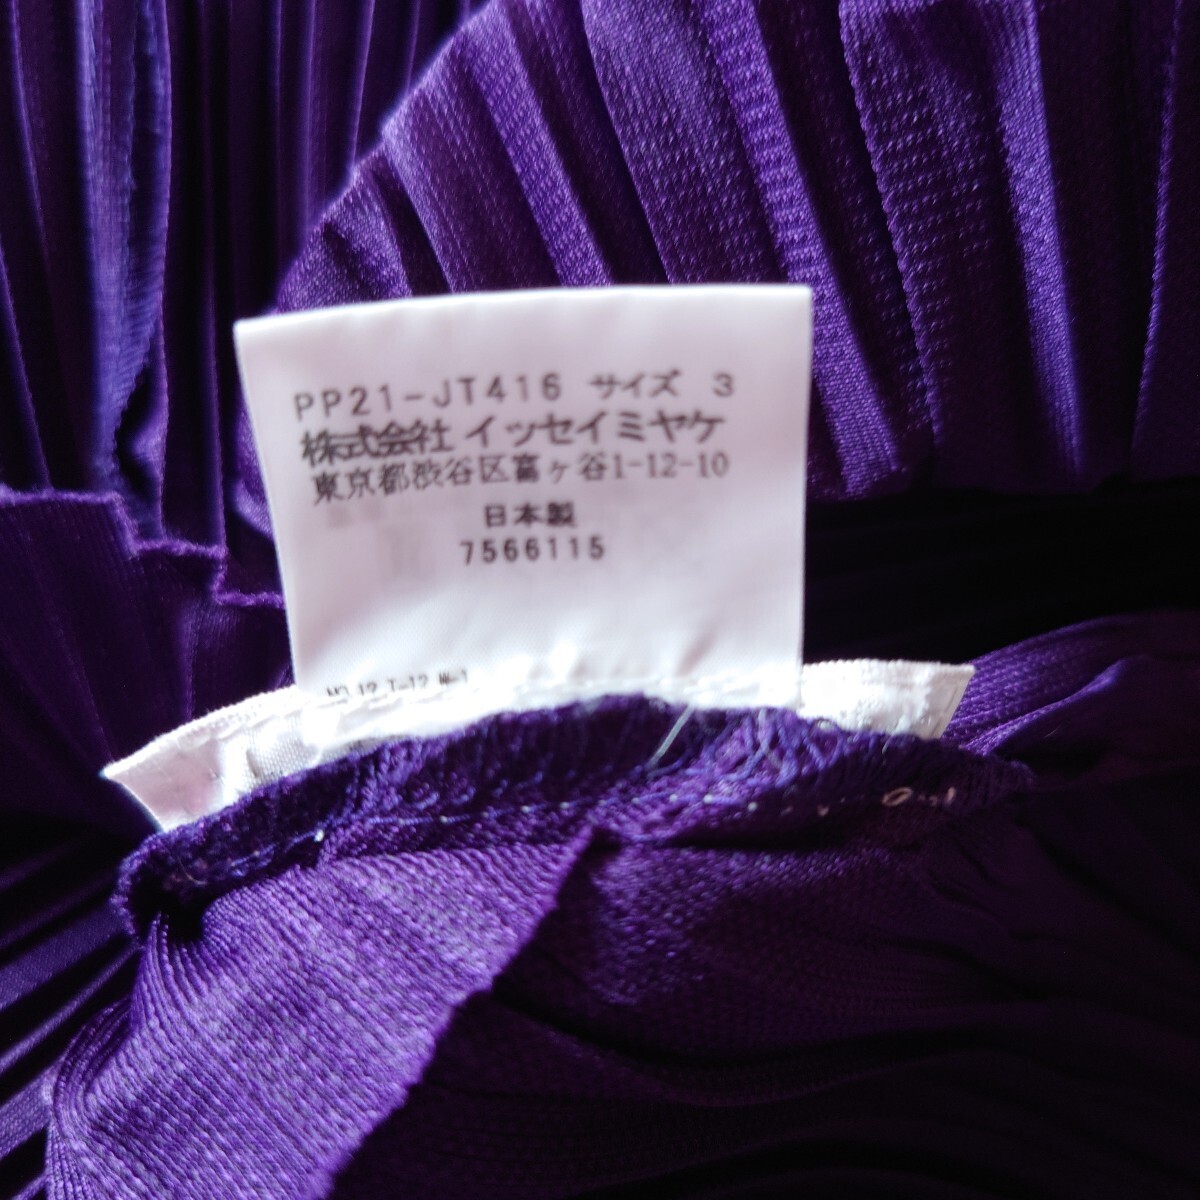 PP21-JT416 サイズ 3
株式会社 イッセイミヤケ
東京都渋谷区富ヶ谷1-12-10
日本製
7566115